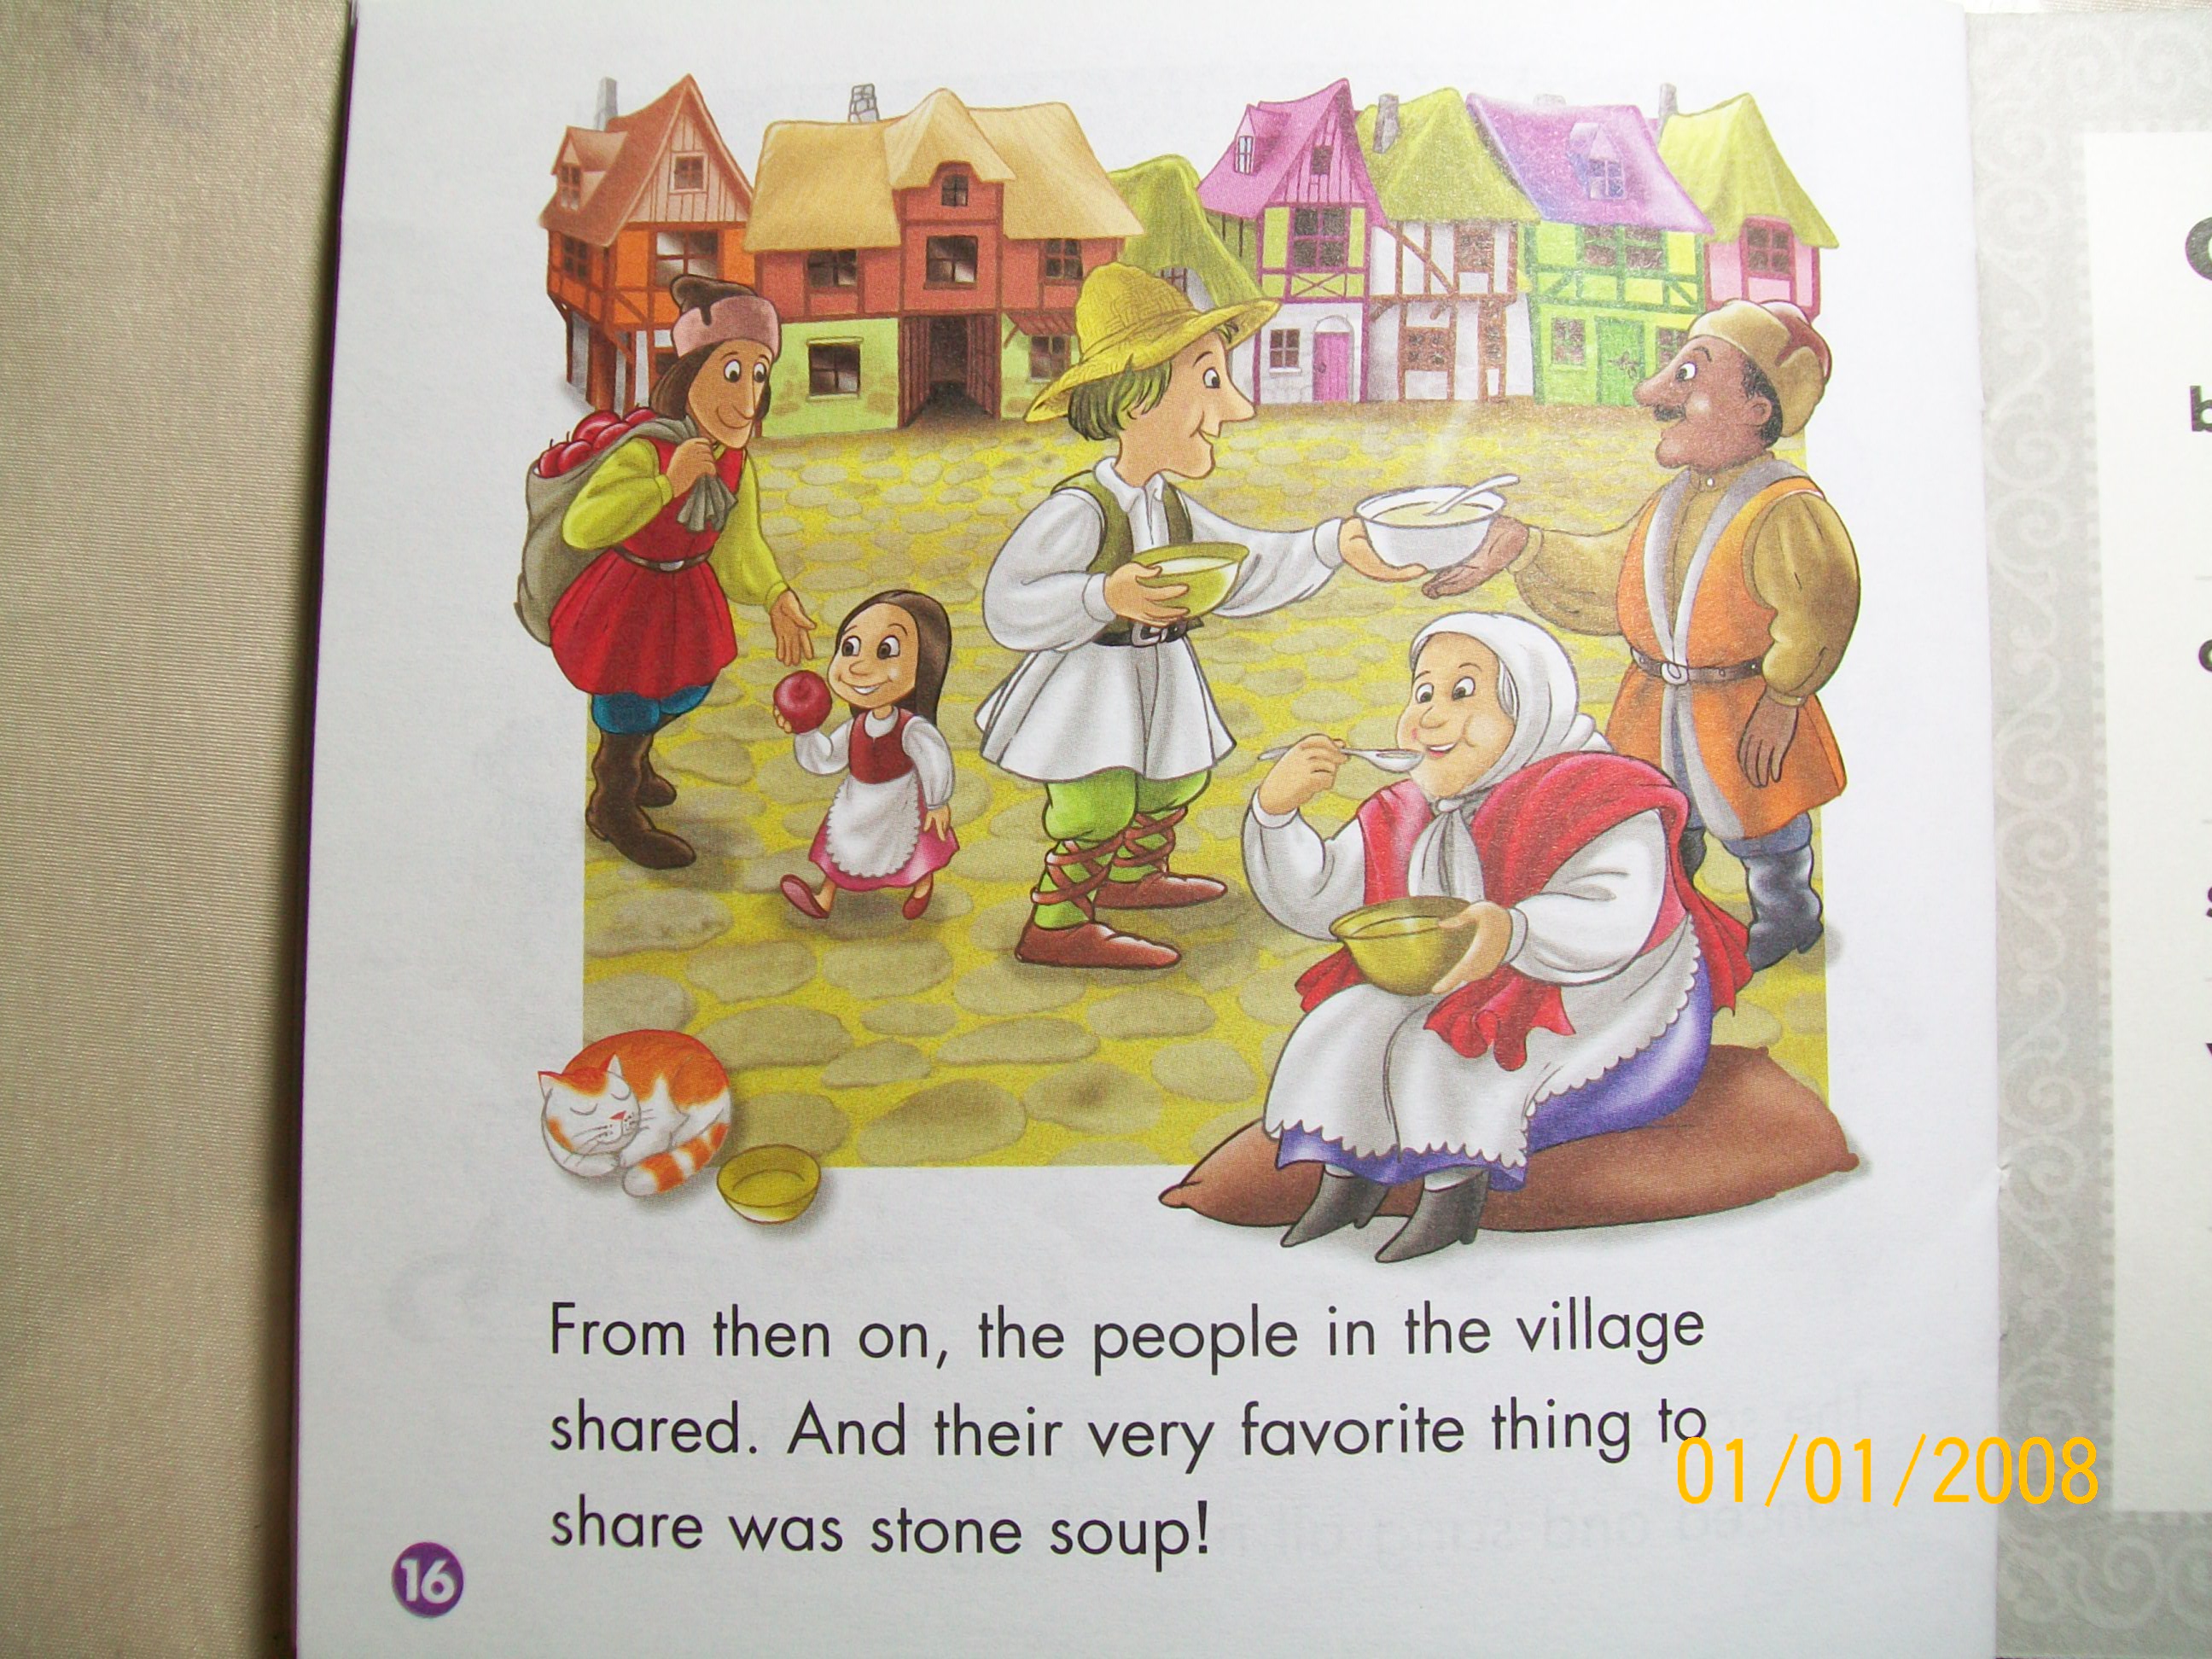 From then on, the people in the village
shared. And their very favorite thing to
share was stone soup!
16
01/01/2008